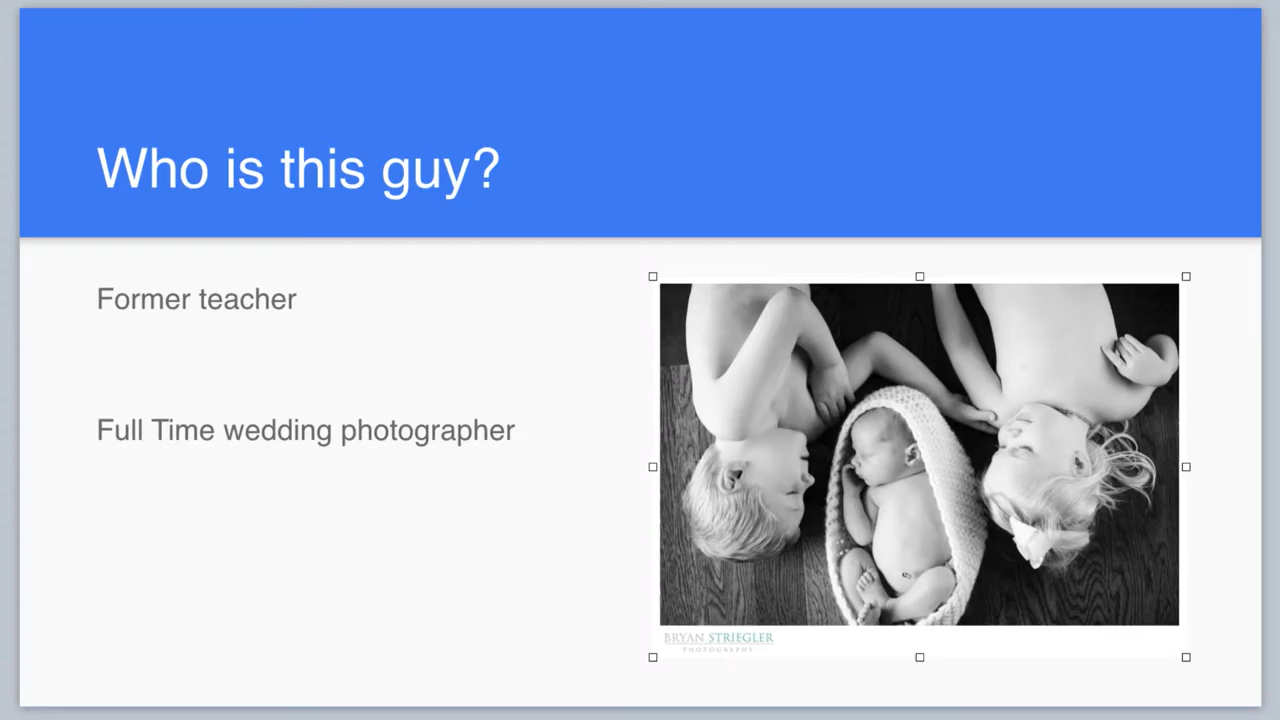 Who is this guy?
Former teacher
Full Time wedding photographer
BRYAN STRIEGLER
PHOTOGRAPHY